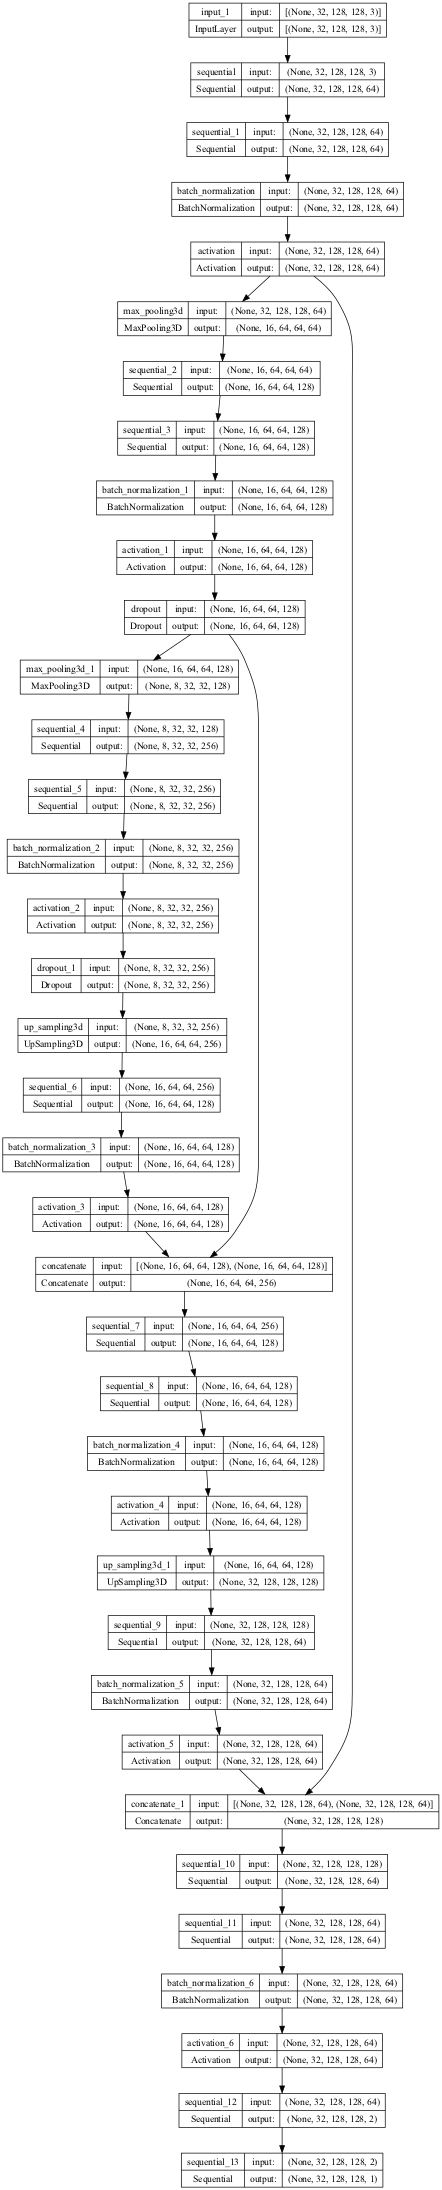 input_1 input: [(None, 32, 128, 128, 3)]
InputLayer output: [(None, 32, 128, 128, 3)]
sequential input: (None, 32, 128, 128, 3)
Sequential output: (None, 32, 128, 128, 64)
sequential_1 input: (None, 32, 128, 128, 64)
Sequential output: (None, 32, 128, 128, 64)
batch_normalization input: (None, 32, 128, 128, 64)
BatchNormalization output: (None, 32, 128, 128, 64)
activation input: (None, 32, 128, 128, 64)
Activation output: (None, 32, 128, 128, 64)
max_pooling3d input: (None, 32, 128, 128, 64)
MaxPooling3D output: (None, 16, 64, 64, 64)
sequential_2 input: (None, 16, 64, 64, 64)
Sequential output: (None, 16, 64, 64, 128)
sequential_3 input: (None, 16, 64, 64, 128)
Sequential output: (None, 16, 64, 64, 128)
batch_normalization_1 input: (None, 16, 64, 64, 128)
BatchNormalization output: (None, 16, 64, 64, 128)
activation_1 input: (None, 16, 64, 64, 128)
Activation output: (None, 16, 64, 64, 128)
dropout input: (None, 16, 64, 64, 128)
Dropout output: (None, 16, 64, 64, 128)
max_pooling3d_1 input: (None, 16, 64, 64, 128)
MaxPooling3D output: (None, 8, 32, 32, 128)
sequential_4 input: (None, 8, 32, 32, 128)
Sequential output: (None, 8, 32, 32, 256)
sequential_5 input: (None, 8, 32, 32, 256)
Sequential output: (None, 8, 32, 32, 256)
batch_normalization_2 input: (None, 8, 32, 32, 256)
BatchNormalization output: (None, 8, 32, 32, 256)
activation_2 input: (None, 8, 32, 32, 256)
Activation output: (None, 8, 32, 32, 256)
dropout_1 input: (None, 8, 32, 32, 256)
Dropout output: (None, 8, 32, 32, 256)
up_sampling3d input: (None, 8, 32, 32, 256)
UpSampling3D output: (None, 16, 64, 64, 256)
sequential_6 input: (None, 16, 64, 64, 256)
Sequential output: (None, 16, 64, 64, 128)
batch_normalization_3 input: (None, 16, 64, 64, 128)
BatchNormalization output: (None, 16, 64, 64, 128)
activation_3 input: (None, 16, 64, 64, 128)
Activation output: (None, 16, 64, 64, 128)
concatenate input: [(None, 16, 64, 64, 128), (None, 16, 64, 64, 128)]
Concatenate output: (None, 16, 64, 64, 256)
sequential_7 input: (None, 16, 64, 64, 256)
Sequential output: (None, 16, 64, 64, 128)
sequential_8 input: (None, 16, 64, 64, 128)
Sequential output: (None, 16, 64, 64, 128)
batch_normalization_4 input: (None, 16, 64, 64, 128)
BatchNormalization output: (None, 16, 64, 64, 128)
activation_4 input: (None, 16, 64, 64, 128)
Activation output: (None, 16, 64, 64, 128)
up_sampling3d_1 input: (None, 16, 64, 64, 128)
UpSampling3D output: (None, 32, 128, 128, 128)
sequential_9 input: (None, 32, 128, 128, 128)
Sequential output: (None, 32, 128, 128, 64)
batch_normalization_5 input: (None, 32, 128, 128, 64)
BatchNormalization output: (None, 32, 128, 128, 64)
activation_5 input: (None, 32, 128, 128, 64)
Activation output: (None, 32, 128, 128, 64)
concatenate_1 input: [(None, 32, 128, 128, 64), (None, 32, 128, 128, 64)]
Concatenate output: (None, 32, 128, 128, 128)
sequential_10 input: (None, 32, 128, 128, 128)
Sequential output: (None, 32, 128, 128, 64)
sequential_11 input: (None, 32, 128, 128, 64)
Sequential output: (None, 32, 128, 128, 64)
batch_normalization_6 input: (None, 32, 128, 128, 64)
BatchNormalization output: (None, 32, 128, 128, 64)
activation_6 input: (None, 32, 128, 128, 64)
Activation output: (None, 32, 128, 128, 64)
sequential_12 input: (None, 32, 128, 128, 64)
Sequential output: (None, 32, 128, 128, 2)
sequential_13 input: (None, 32, 128, 128, 2)
Sequential output: (None, 32, 128, 128, 1)